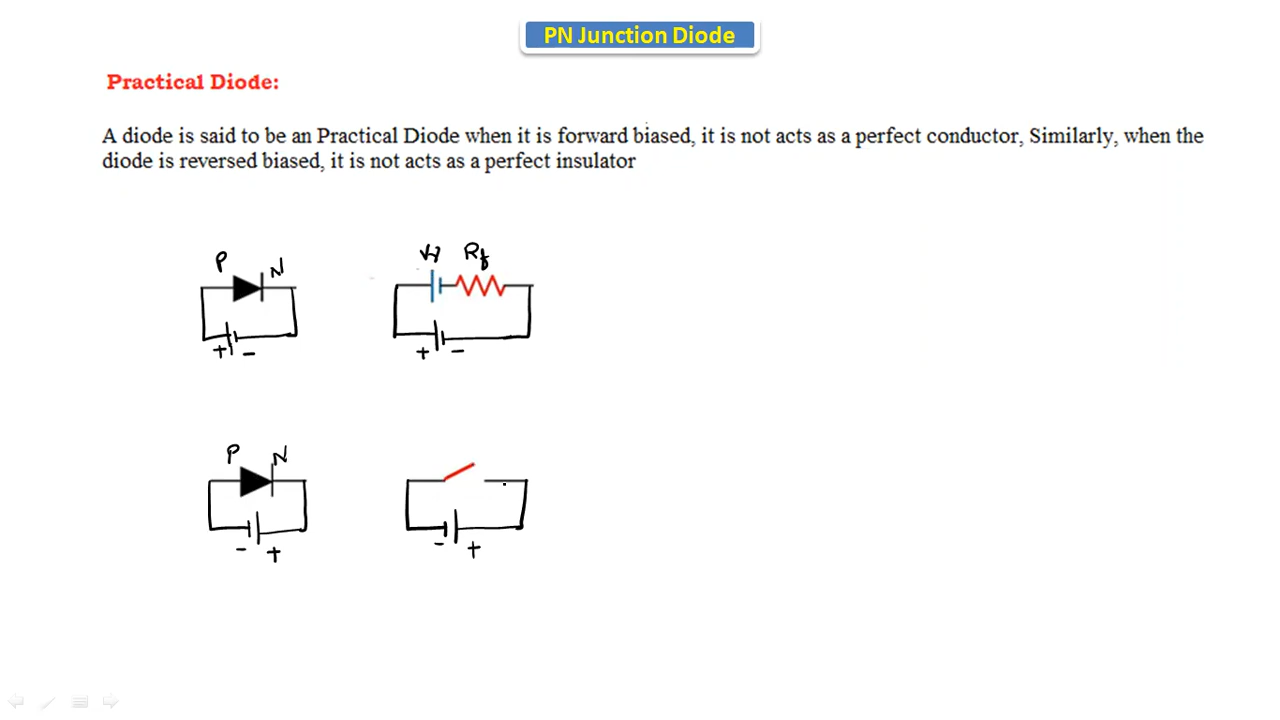 PN Junction Diode
Practical Diode:
A diode is said to be an Practical Diode when it is forward biased, it is not acts as a perfect conductor, Similarly, when the
diode is reversed biased, it is not acts as a perfect insulator
P N
+ -
Rf
+ -
P N
- +
- +